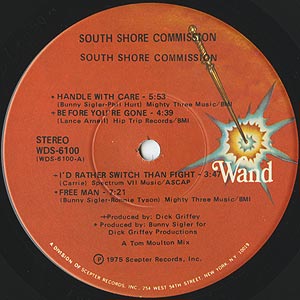 SOUTH SHORE COMMISSION
SOUTH SHORE COMMISSION
+ HANDLE WITH CARE - 5:53
(Bunny Sigler-Phil Hurt) Mighty Three Music/BMI
+ BEFORE YOU'RE GONE - 4:39
(Lance Arneil) Hip Trip Records/BMI
STEREO
WDS-6100
(WDS-6100-A)
+ I'D RATHER SWITCH THAN FIGHT - 3:47
(Carrie) Spectrum VII Music/ASCAP
+ FREE MAN - 7:21
(Bunny Sigler-Ronnie Tyson) Mighty Three Music/BMI
Wand
+Produced by: Dick Griffey
* Produced by: Bunny Sigler for
Dick Griffey Productions
A Tom Moulton Mix
℗ 1975 Scepter Records, Inc.
A DIVISION OF SCEPTER RECORDS, INC., 254 WEST 54TH STREET, NEW YORK, N.Y. 10019